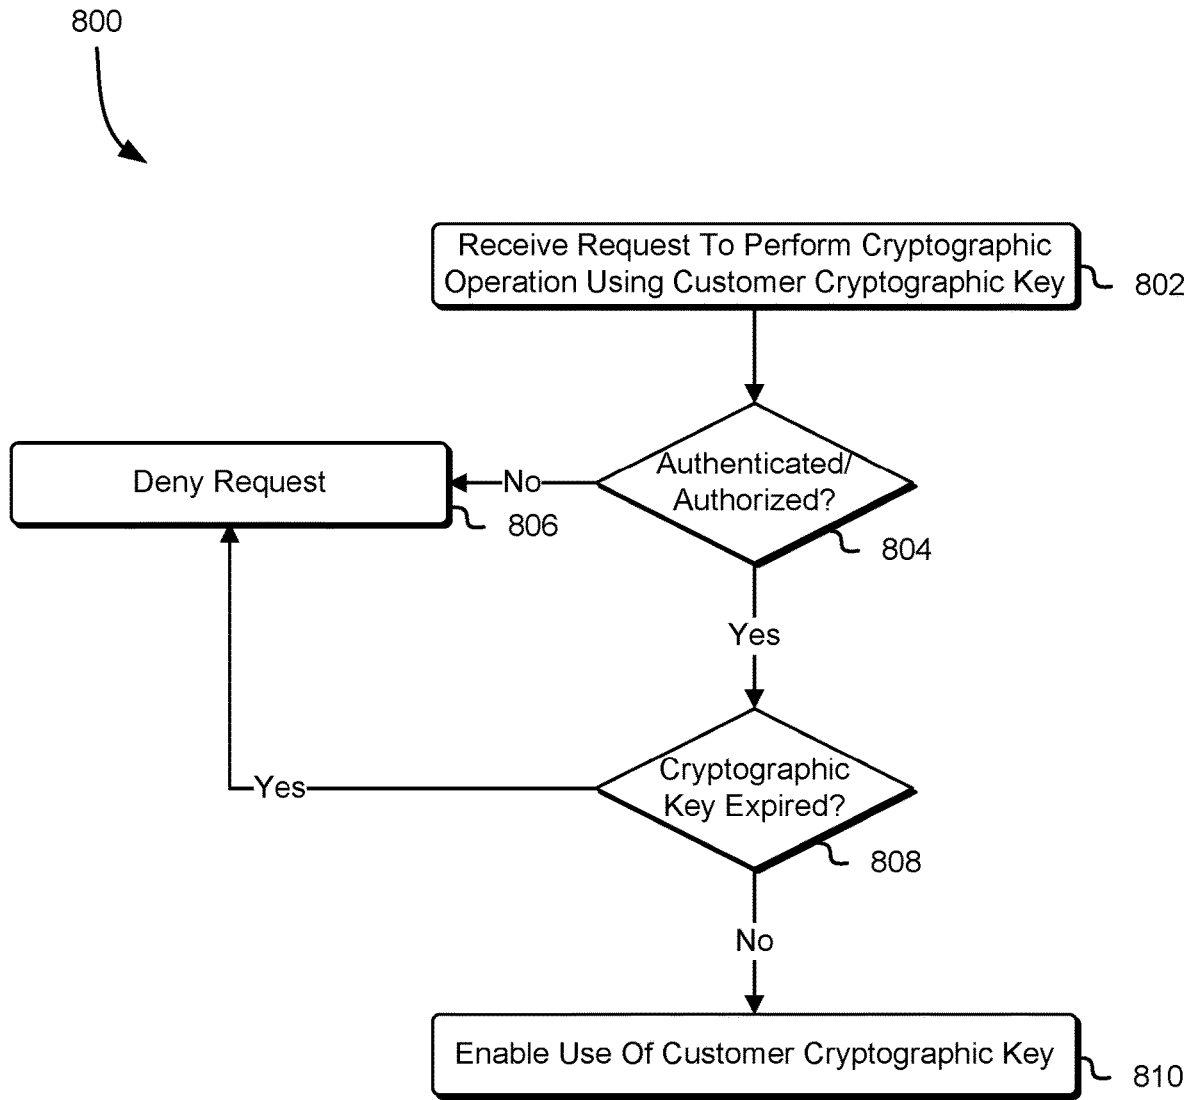 800
Receive Request To Perform Cryptographic
Operation Using Customer Cryptographic Key
802
Authenticated/
Authorized?
804
No
Deny Request
806
Yes
Cryptographic
Key Expired?
808
Yes
No
Enable Use Of Customer Cryptographic Key
810